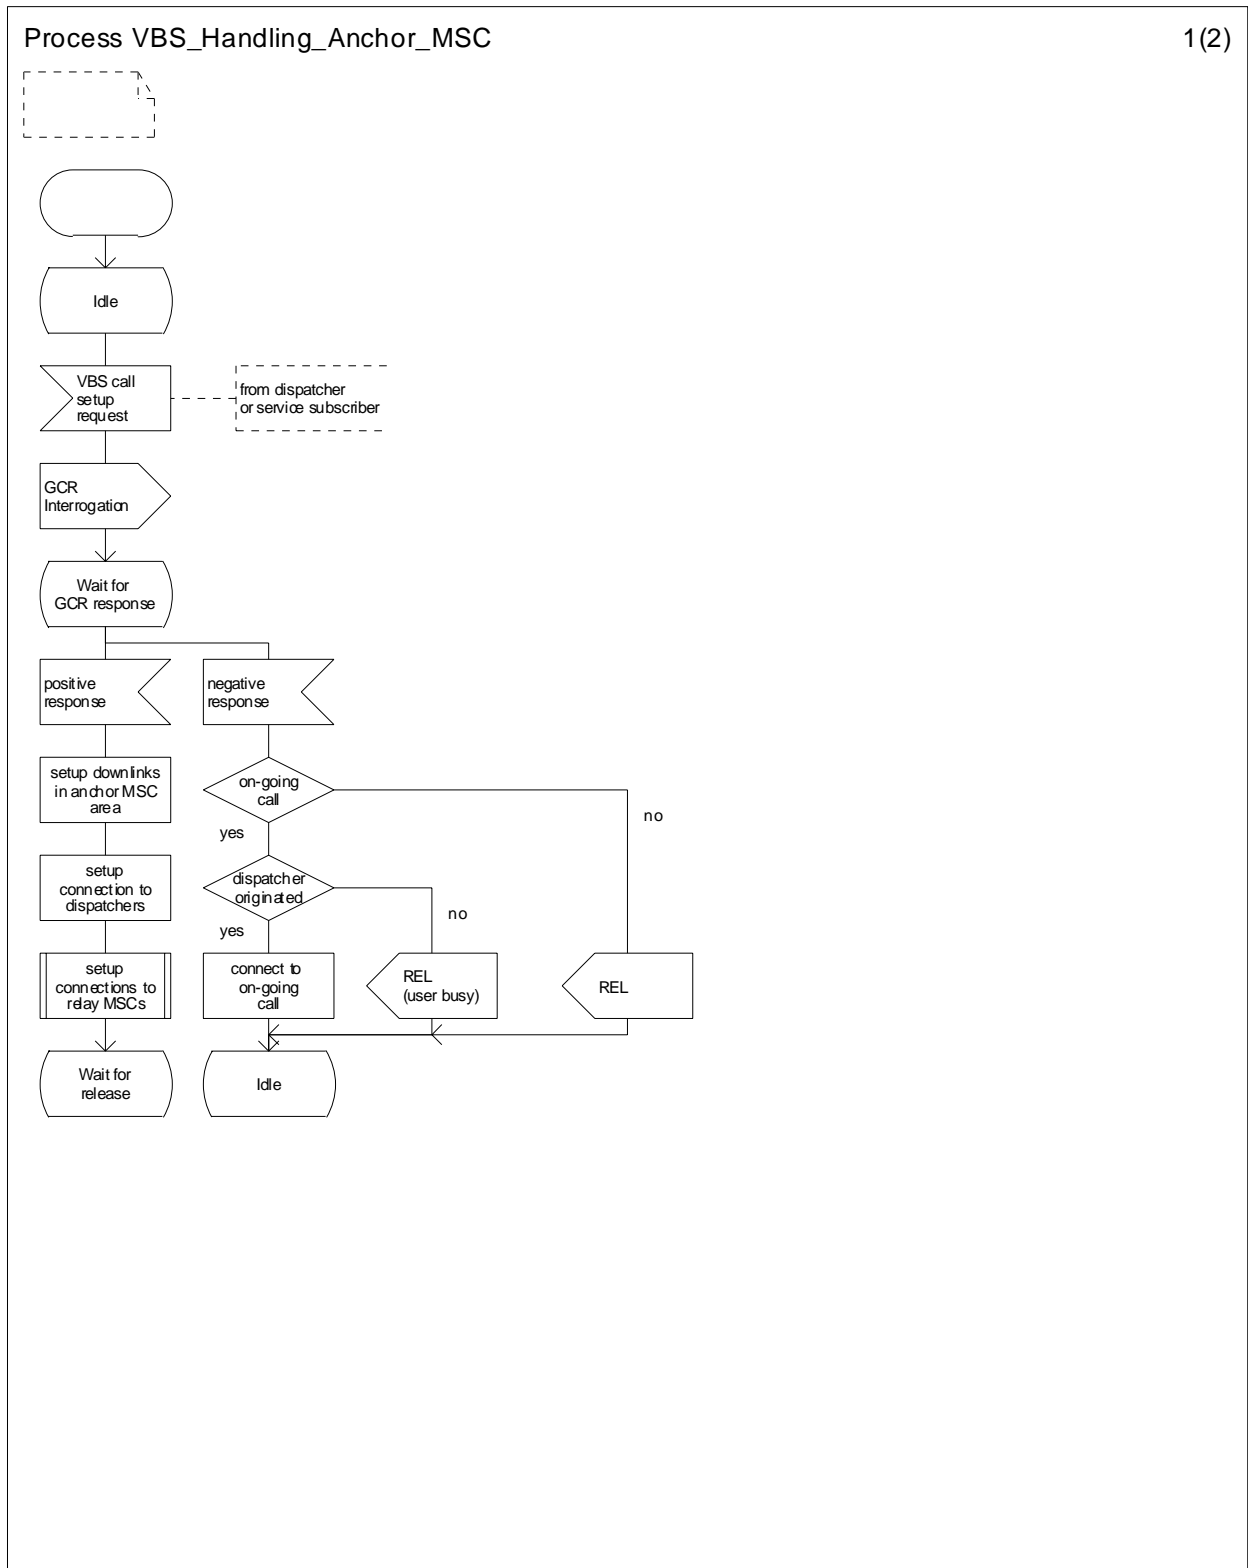 Process VBS_Handling_Anchor_MSC
1(2)
Idle
VBS call
setup
request
from dispatcher
or service subscriber
GCR
Interrogation
Wait for
GCR response
positive
response
negative
response
setup downlinks
in anchor MSC
area
on-going
call
no
yes
setup
connection to
dispatchers
dispatcher
originated
no
yes
setup
connections to
relay MSCs
connect to
on-going
call
REL
(user busy)
REL
Wait for
release
Idle